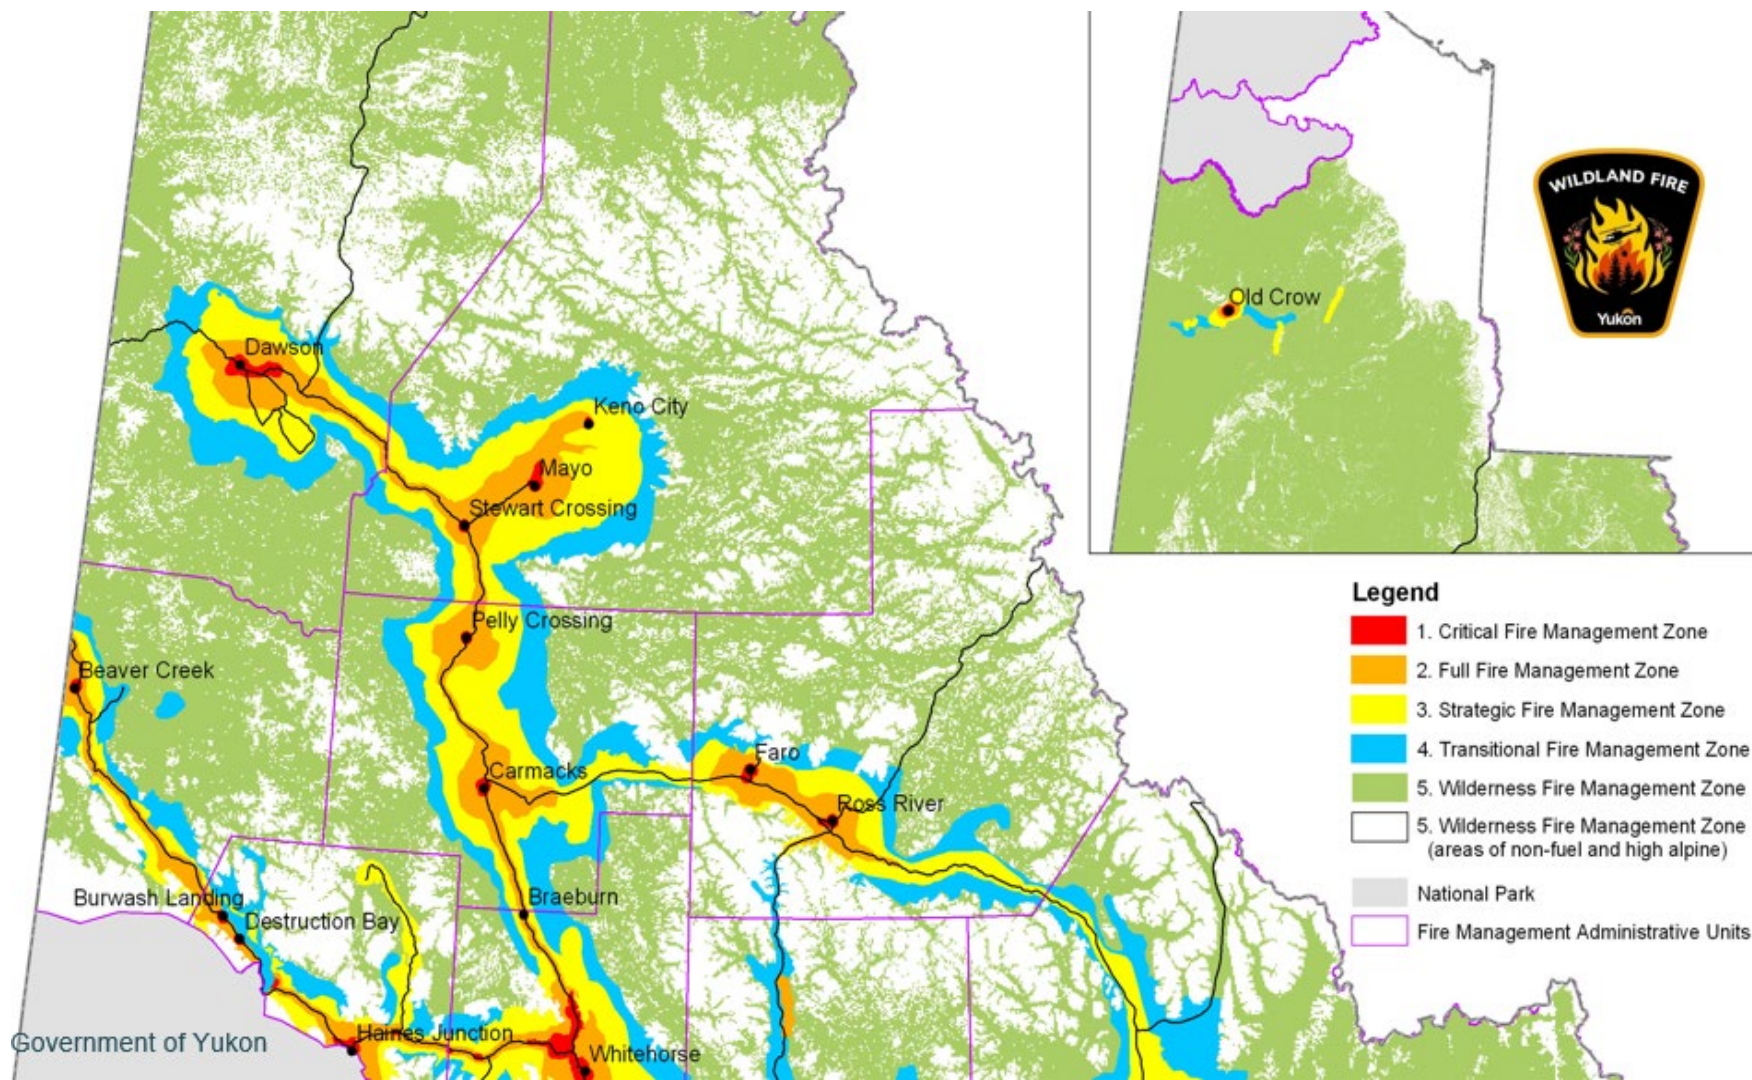 Dawson
Keno City
Mayo
Stewart Crossing
Pelly Crossing
Beaver Creek
Faro
Carmacks
Ross River
Burwash Landing
Braeburn
Destruction Bay
Haines Junction
Whitehorse
Government of Yukon
Old Crow
WILDLAND FIRE
Yukon
Legend
1. Critical Fire Management Zone
2. Full Fire Management Zone
3. Strategic Fire Management Zone
4. Transitional Fire Management Zone
5. Wilderness Fire Management Zone
5. Wilderness Fire Management Zone
(areas of non-fuel and high alpine)
National Park
Fire Management Administrative Units